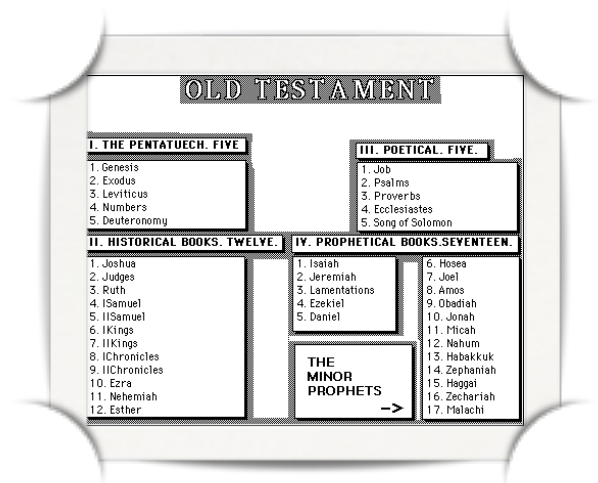 OLD TESTAMENT
I. THE PENTATUECH. FIVE
1. Genesis
2. Exodus
3. Leviticus
4. Numbers
5. Deuteronomy
III. POETICAL. FIVE.
1. Job
2. Psalms
3. Proverbs
4. Ecclesiastes
5. Song of Solomon
II. HISTORICAL BOOKS. TWELVE.
1. Joshua
2. Judges
3. Ruth
4. ISamuel
5. IISamuel
6. IKings
7. IIKings
8. IChronicles
9. IIChronicles
10. Ezra
11. Nehemiah
12. Esther
IV. PROPHETICAL BOOKS.SEVENTEEN.
1. Isaiah
2. Jeremiah
3. Lamentations
4. Ezekiel
5. Daniel
THE
MINOR
PROPHETS
-->
6. Hosea
7. Joel
8. Amos
9. Obadiah
10. Jonah
11. Micah
12. Nahum
13. Habakkuk
14. Zephaniah
15. Haggai
16. Zechariah
17. Malachi